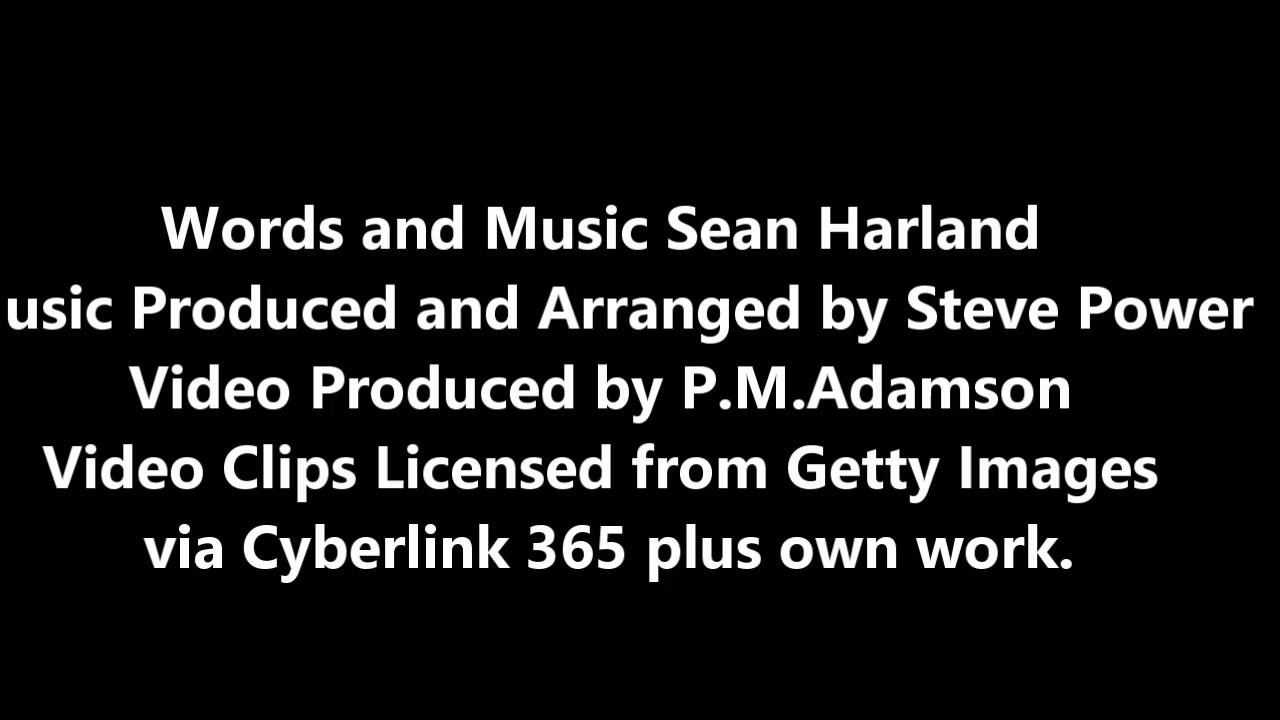 Words and Music Sean Harland
usic Produced and Arranged by Steve Power
Video Produced by P.M.Adamson
Video Clips Licensed from Getty Images
via Cyberlink 365 plus own work.